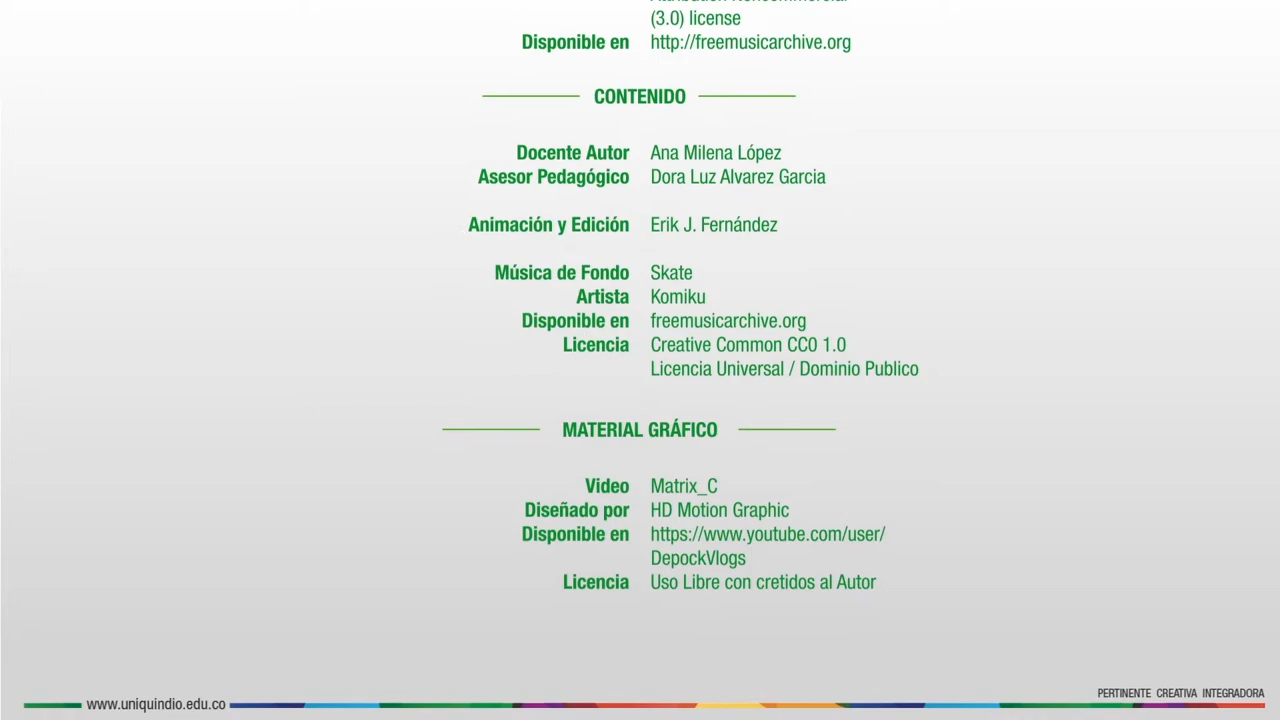 (3.0) license
Disponible en http://freemusicarchive.org
CONTENIDO
Docente Autor Ana Milena López
Asesor Pedagógico Dora Luz Alvarez Garcia
Animación y Edición Erik J. Fernández
Música de Fondo Skate
Artista Komiku
Disponible en freemusicarchive.org
Licencia Creative Common CC0 1.0
Licencia Universal / Dominio Publico
MATERIAL GRÁFICO
Video Matrix_C
Diseñado por HD Motion Graphic
Disponible en https://www.youtube.com/user/
DepockVlogs
Licencia Uso Libre con cretidos al Autor
PERTINENTE CREATIVA INTEGRADORA
www.uniquindio.edu.co